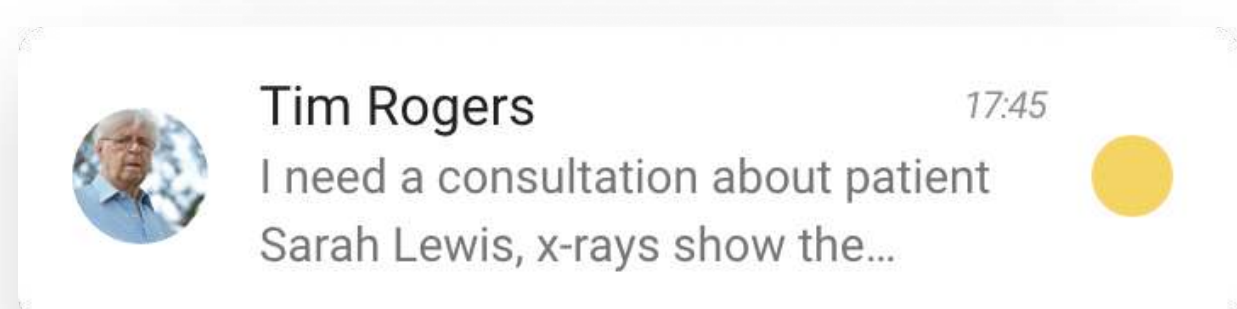 Tim Rogers
17:45
I need a consultation about patient
Sarah Lewis, x-rays show the…